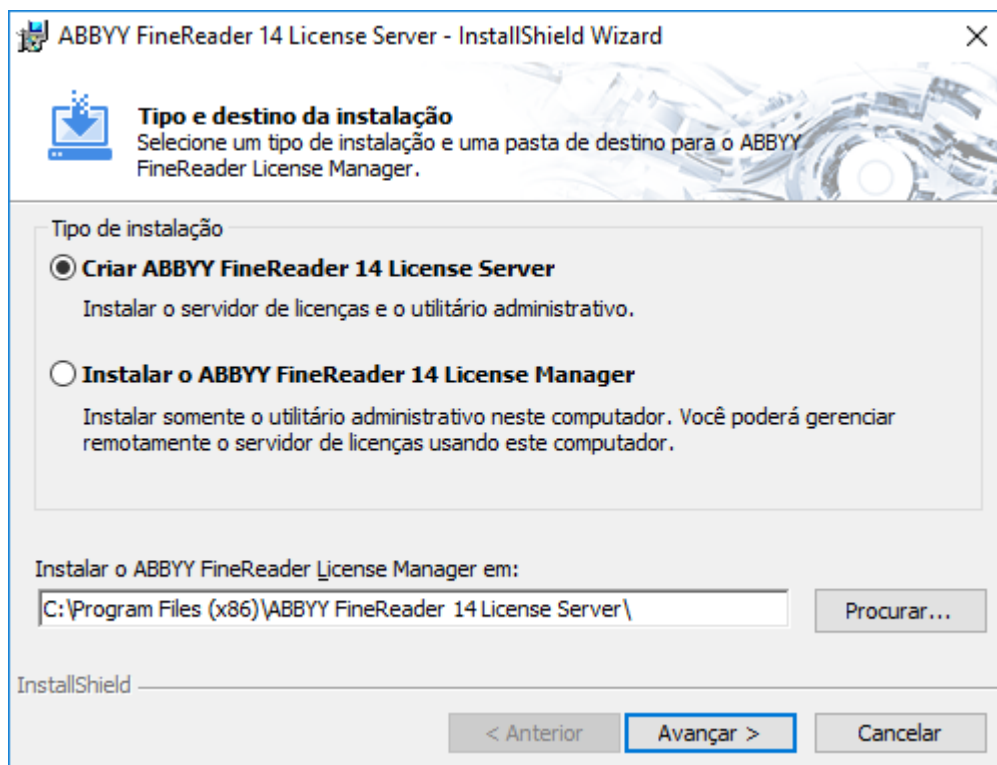 ABBYY FineReader 14 License Server - InstallShield Wizard
Tipo e destino da instalação
Selecione um tipo de instalação e uma pasta de destino para o ABBYY
FineReader License Manager.
Tipo de instalação
Criar ABBYY FineReader 14 License Server
Instalar o servidor de licenças e o utilitário administrativo.
Instalar o ABBYY FineReader 14 License Manager
Instalar somente o utilitário administrativo neste computador. Você poderá gerenciar
remotamente o servidor de licenças usando este computador.
Instalar o ABBYY FineReader License Manager em:
C:\Program Files (x86)\ABBYY FineReader 14 License Server\
Procurar...
InstallShield
< Anterior
Avançar >
Cancelar